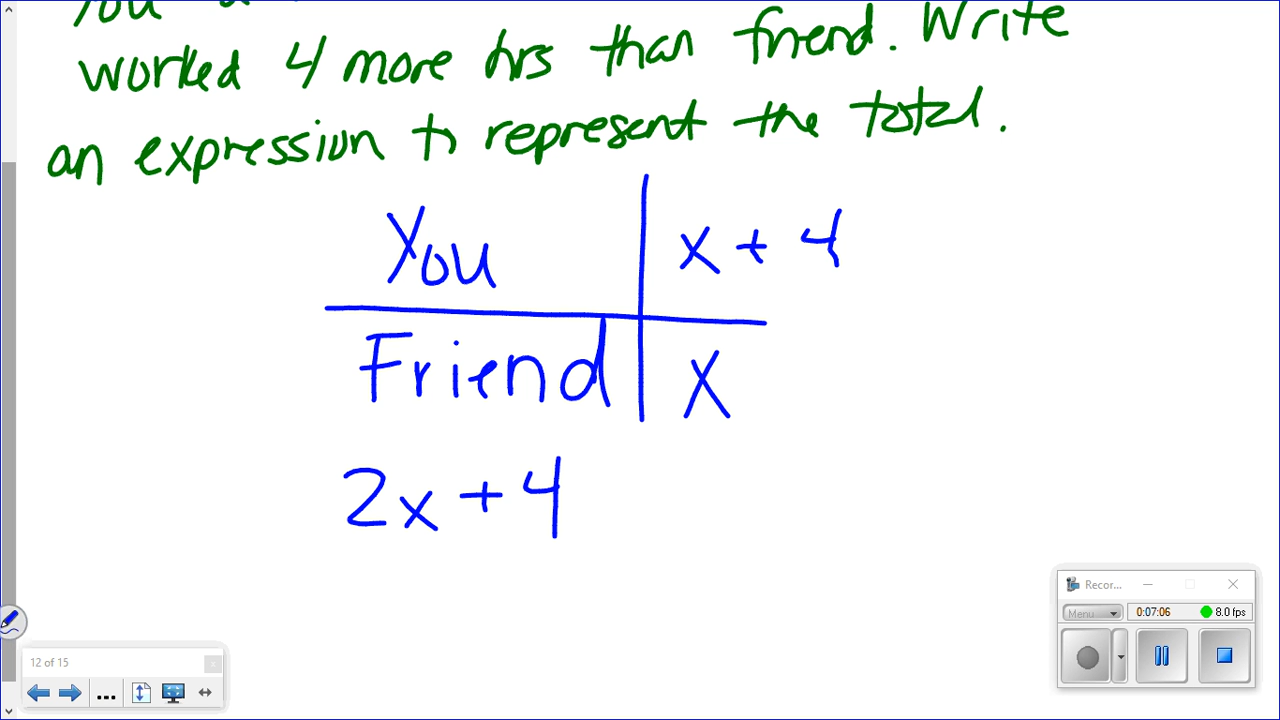 You
worked 4 more hrs than friend. Write
an expression to represent the total.
You x + 4
Friend x
2x + 4
Recor...
Menu 0:07:06 8.0 fps
12 of 15